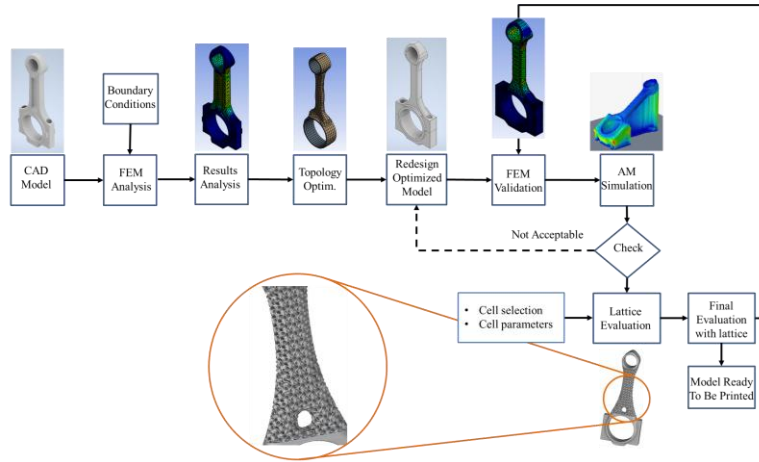 Boundary
Conditions
CAD
Model
FEM
Analysis
Results
Analysis
Topology
Optim.
Redesign
Optimized
Model
FEM
Validation
AM
Simulation
Not Acceptable
Check
• Cell selection
• Cell parameters
Lattice
Evaluation
Final
Evaluation
with lattice
Model Ready
To Be Printed